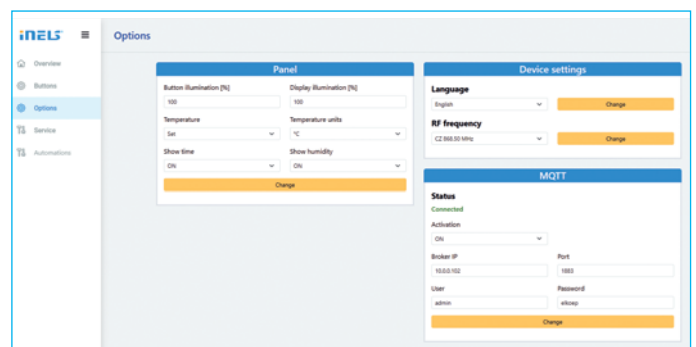 iNELS
Options
Overview
Buttons
Options
Service
Automations
Panel
Button illumination [%]
Display illumination [%]
100
100
Temperature
Temperature units
Set
°C
Show time
Show humidity
ON
ON
Change
Device settings
Language
English
Change
RF frequency
CZ 868.50 MHz
Change
MQTT
Status
Connected
Activation
ON
Broker IP
Port
10.0.0.102
1883
User
Password
admin
elkoep
Change